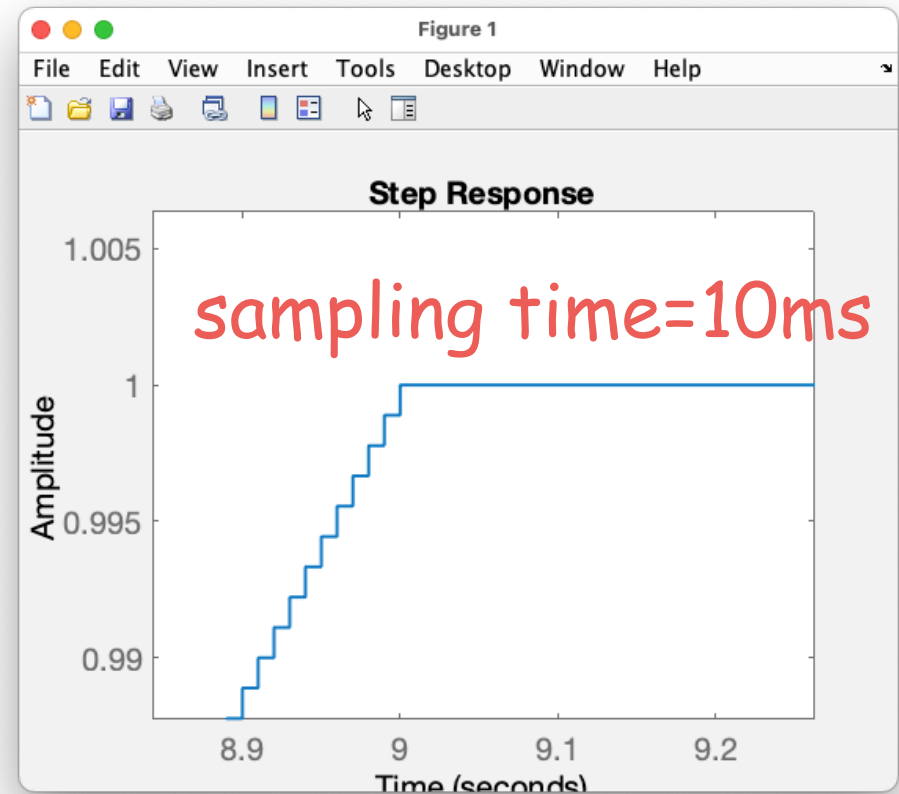 Figure 1
File Edit View Insert Tools Desktop Window Help
Step Response
sampling time=10ms
1.005
1
0.995
0.99
Amplitude
8.9 9 9.1 9.2
Time (seconds)